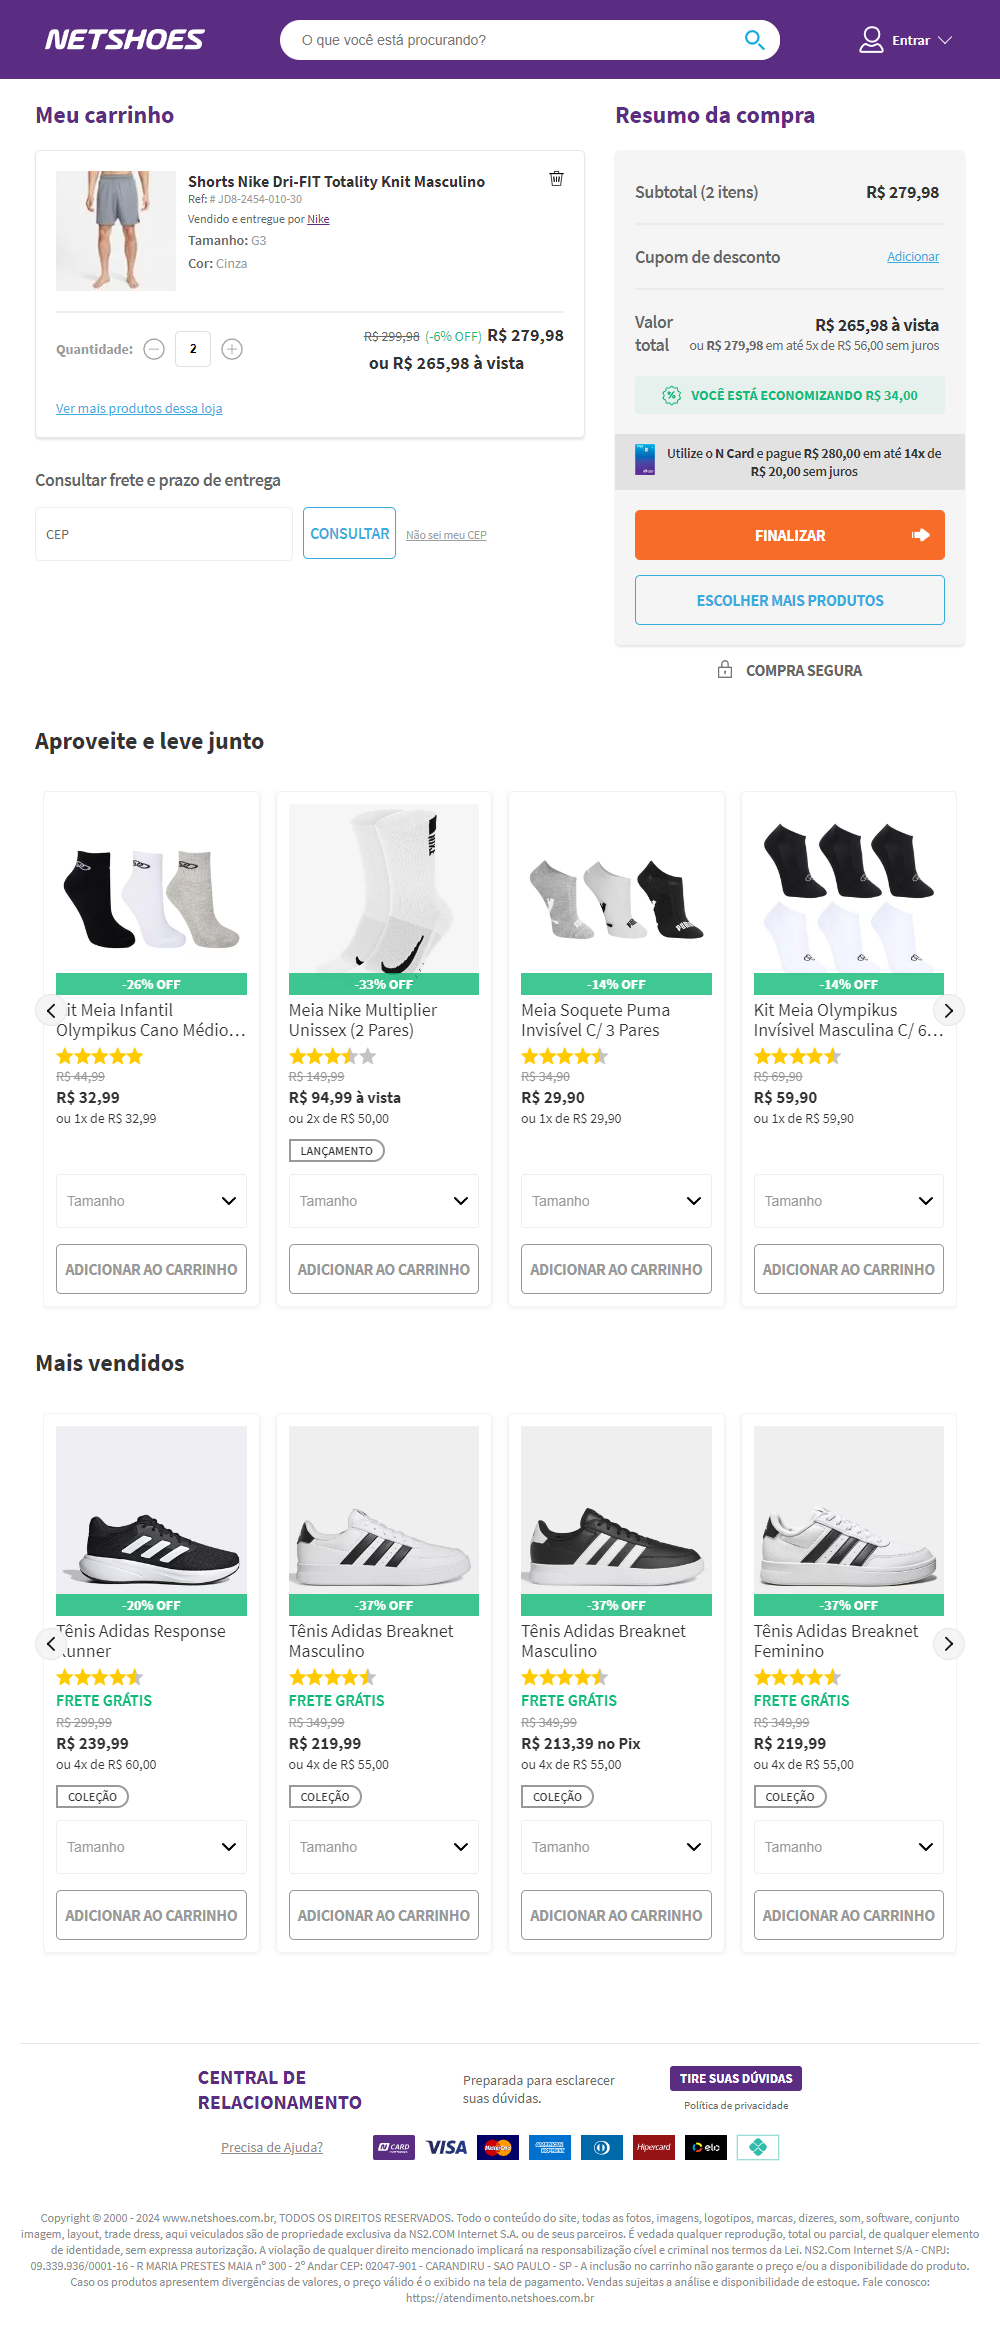 NETSHOES
O que você está procurando?
Entrar
Meu carrinho
Resumo da compra
Shorts Nike Dri-FIT Totality Knit Masculino
Ref: # JD8-2454-010-30
Vendido e entregue por Nike
Tamanho: G3
Cor: Cinza
Quantidade: 2
R$ 299,98 (-6% OFF) R$ 279,98
ou R$ 265,98 à vista
Ver mais produtos dessa loja
Consultar frete e prazo de entrega
CEP
CONSULTAR
Não sei meu CEP
Subtotal (2 itens) R$ 279,98
Cupom de desconto Adicionar
Valor total
R$ 265,98 à vista
ou R$ 279,98 em até 5x de R$ 56,00 sem juros
VOCÊ ESTÁ ECONOMIZANDO R$ 34,00
Utilize o N Card e pague R$ 280,00 em até 14x de
R$ 20,00 sem juros
FINALIZAR
ESCOLHER MAIS PRODUTOS
COMPRA SEGURA
Aproveite e leve junto
-26% OFF
it Meia Infantil
Olympikus Cano Médio...
R$ 44,99
R$ 32,99
ou 1x de R$ 32,99
Tamanho
ADICIONAR AO CARRINHO
NIKE
-33% OFF
Meia Nike Multiplier
Unissex (2 Pares)
R$ 149,99
R$ 94,99 à vista
ou 2x de R$ 50,00
LANÇAMENTO
Tamanho
ADICIONAR AO CARRINHO
PUMA
-14% OFF
Meia Soquete Puma
Invisível C/ 3 Pares
R$ 34,90
R$ 29,90
ou 1x de R$ 29,90
Tamanho
ADICIONAR AO CARRINHO
-14% OFF
Kit Meia Olympikus
Invísivel Masculina C/ 6...
R$ 69,90
R$ 59,90
ou 1x de R$ 59,90
Tamanho
ADICIONAR AO CARRINHO
Mais vendidos
-20% OFF
Tênis Adidas Response
unner
FRETE GRÁTIS
R$ 299,99
R$ 239,99
ou 4x de R$ 60,00
COLEÇÃO
Tamanho
ADICIONAR AO CARRINHO
-37% OFF
Tênis Adidas Breaknet
Masculino
FRETE GRÁTIS
R$ 349,99
R$ 219,99
ou 4x de R$ 55,00
COLEÇÃO
Tamanho
ADICIONAR AO CARRINHO
-37% OFF
Tênis Adidas Breaknet
Masculino
FRETE GRÁTIS
R$ 349,99
R$ 213,39 no Pix
ou 4x de R$ 55,00
COLEÇÃO
Tamanho
ADICIONAR AO CARRINHO
-37% OFF
Tênis Adidas Breaknet
Feminino
FRETE GRÁTIS
R$ 349,99
R$ 219,99
ou 4x de R$ 55,00
COLEÇÃO
Tamanho
ADICIONAR AO CARRINHO
CENTRAL DE
RELACIONAMENTO
Preparada para esclarecer
suas dúvidas.
TIRE SUAS DÚVIDAS
Política de privacidade
Precisa de Ajuda?
N CARD
VISA
MasterCard
AMERICAN EXPRESS
Hipercard
elo
Copyright © 2000 - 2024 www.netshoes.com.br, TODOS OS DIREITOS RESERVADOS. Todo o conteúdo do site, todas as fotos, imagens, logotipos, marcas, dizeres, som, software, conjunto
imagem, layout, trade dress, aqui veiculados são de propriedade exclusiva da NS2.COM Internet S.A. ou de seus parceiros. É vedada qualquer reprodução, total ou parcial, de qualquer elemento
de identidade, sem expressa autorização. A violação de qualquer direito mencionado implicará na responsabilização cível e criminal nos termos da Lei. NS2.Com Internet S/A - CNPJ:
09.339.936/0001-16 - R MARIA PRESTES MAIA nº 300 - 2º Andar CEP: 02047-901 - CARANDIRU - SAO PAULO - SP - A inclusão no carrinho não garante o preço e/ou a disponibilidade do produto.
Caso os produtos apresentem divergências de valores, o preço válido é o exibido na tela de pagamento. Vendas sujeitas a análise e disponibilidade de estoque. Fale conosco:
https://atendimento.netshoes.com.br